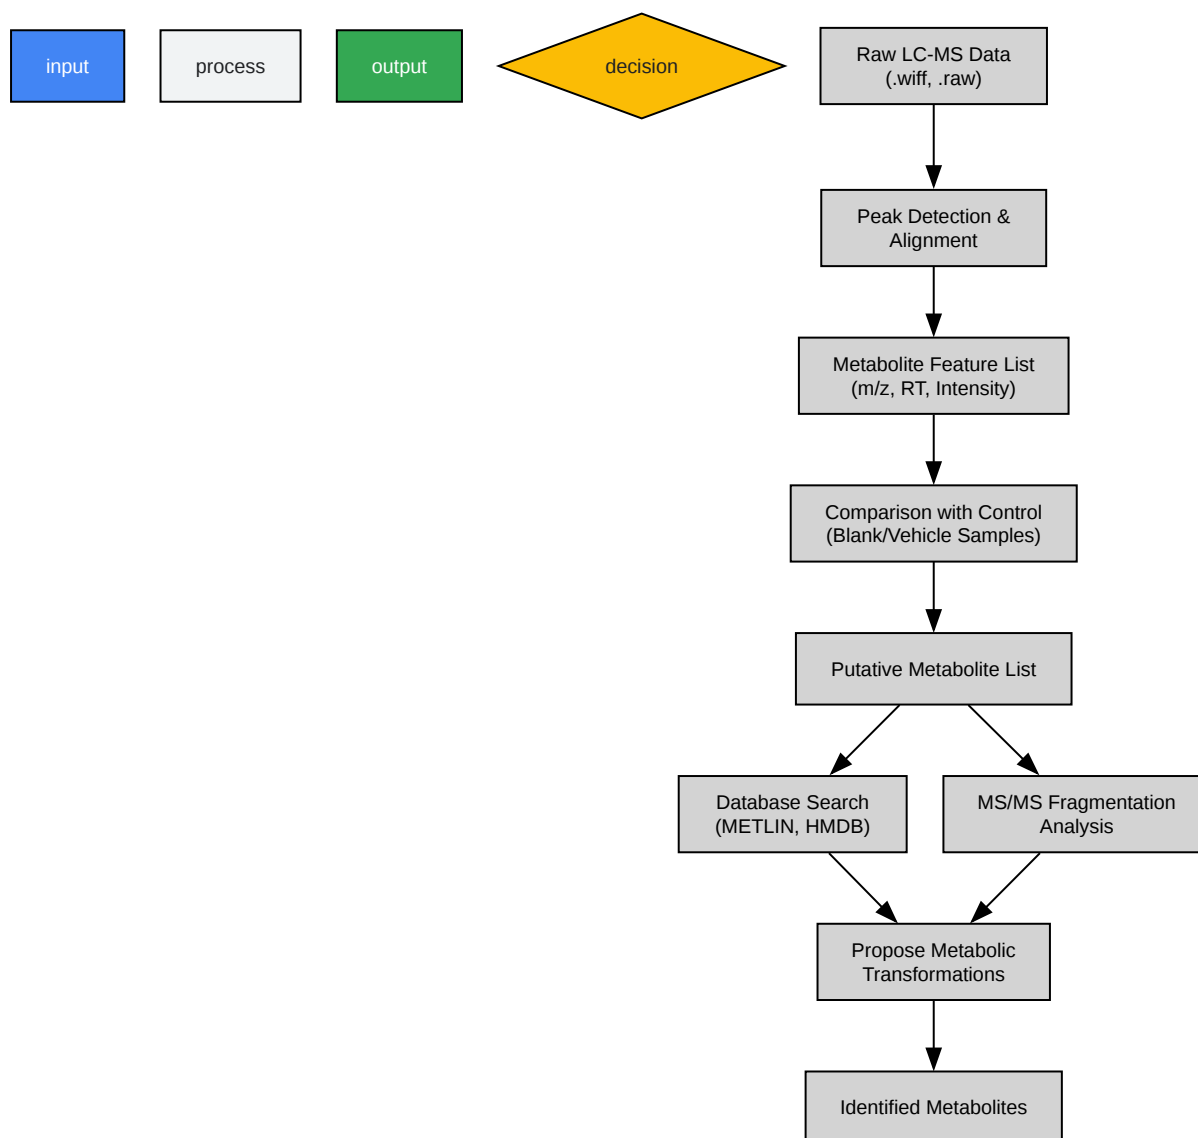 input
process
output
decision
Raw LC-MS Data
(.wiff, .raw)
Peak Detection &
Alignment
Metabolite Feature List
(m/z, RT, Intensity)
Comparison with Control
(Blank/Vehicle Samples)
Putative Metabolite List
Database Search
(METLIN, HMDB)
MS/MS Fragmentation
Analysis
Propose Metabolic
Transformations
Identified Metabolites